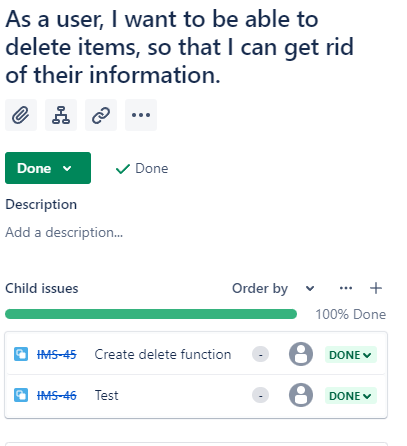 As a user, I want to be able to
delete items, so that I can get rid
of their information.
Done
Done
Description
Add a description...
Child issues Order by
100% Done
IMS-45 Create delete function - DONE
IMS-46 Test - DONE